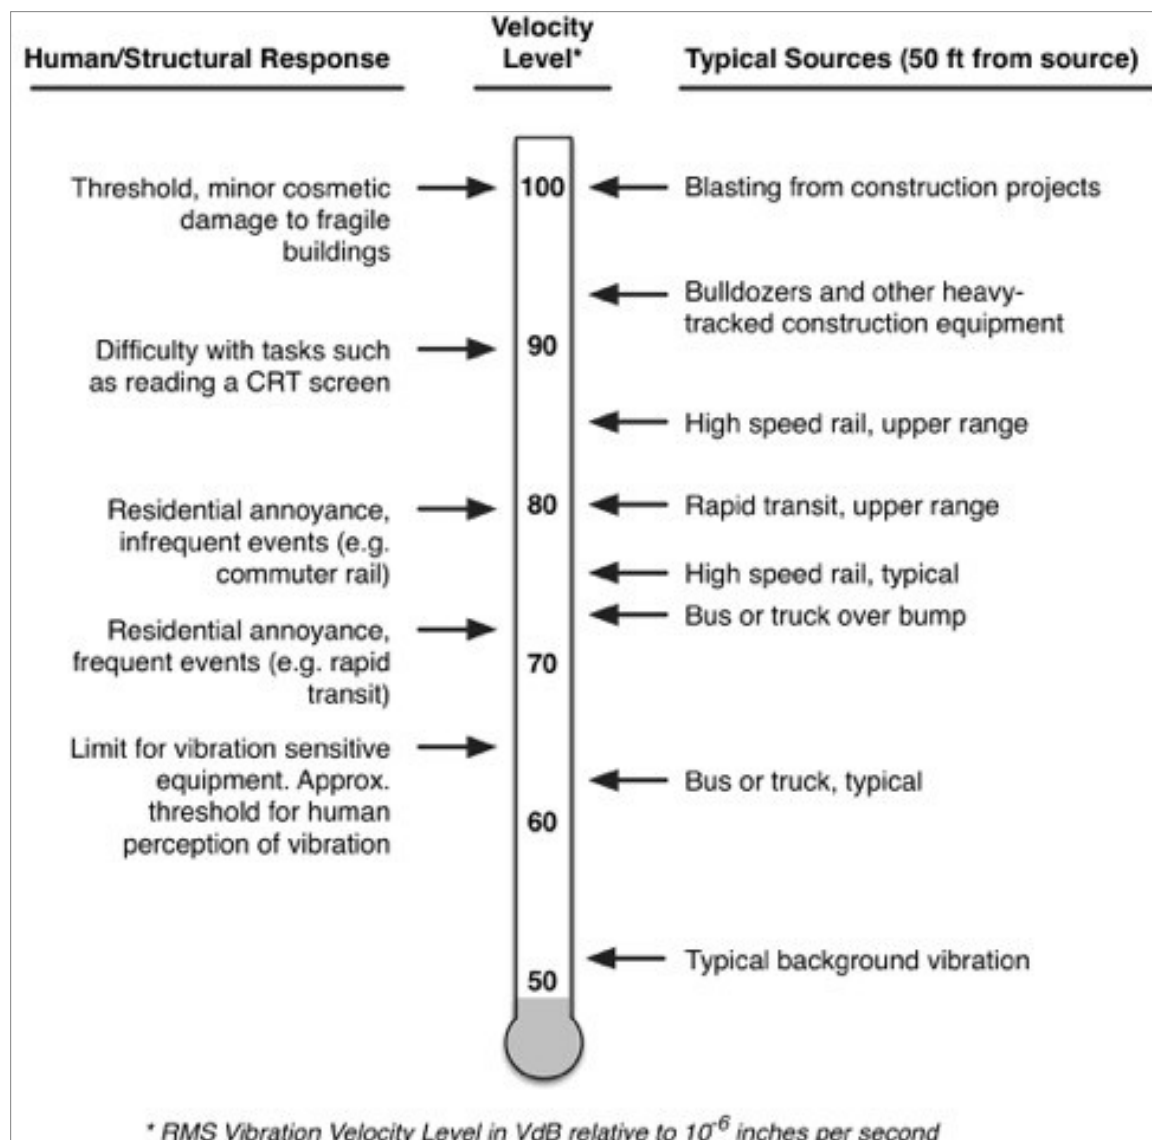 Human/Structural Response
Velocity
Level*
Typical Sources (50 ft from source)
Threshold, minor cosmetic
damage to fragile
buildings
100
Blasting from construction projects
Bulldozers and other heavy-
tracked construction equipment
Difficulty with tasks such
as reading a CRT screen
90
High speed rail, upper range
Residential annoyance,
infrequent events (e.g.
commuter rail)
80
Rapid transit, upper range
High speed rail, typical
Bus or truck over bump
Residential annoyance,
frequent events (e.g. rapid
transit)
70
Limit for vibration sensitive
equipment. Approx.
threshold for human
perception of vibration
Bus or truck, typical
60
Typical background vibration
50
* RMS Vibration Velocity Level in VdB relative to 10⁻⁶ inches per second